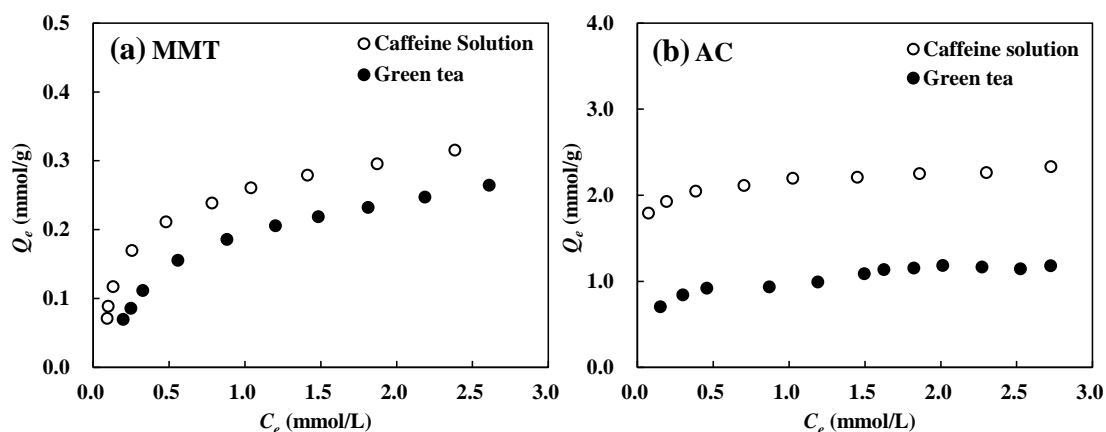 (a) MMT
Caffeine Solution
Green tea
0.5
0.4
0.3
0.2
0.1
0.0
Qe (mmol/g)
0.0 0.5 1.0 1.5 2.0 2.5 3.0
Ce (mmol/L)
(b) AC
Caffeine solution
Green tea
4.0
3.0
2.0
1.0
0.0
Qe (mmol/g)
0.0 0.5 1.0 1.5 2.0 2.5 3.0
Ce (mmol/L)